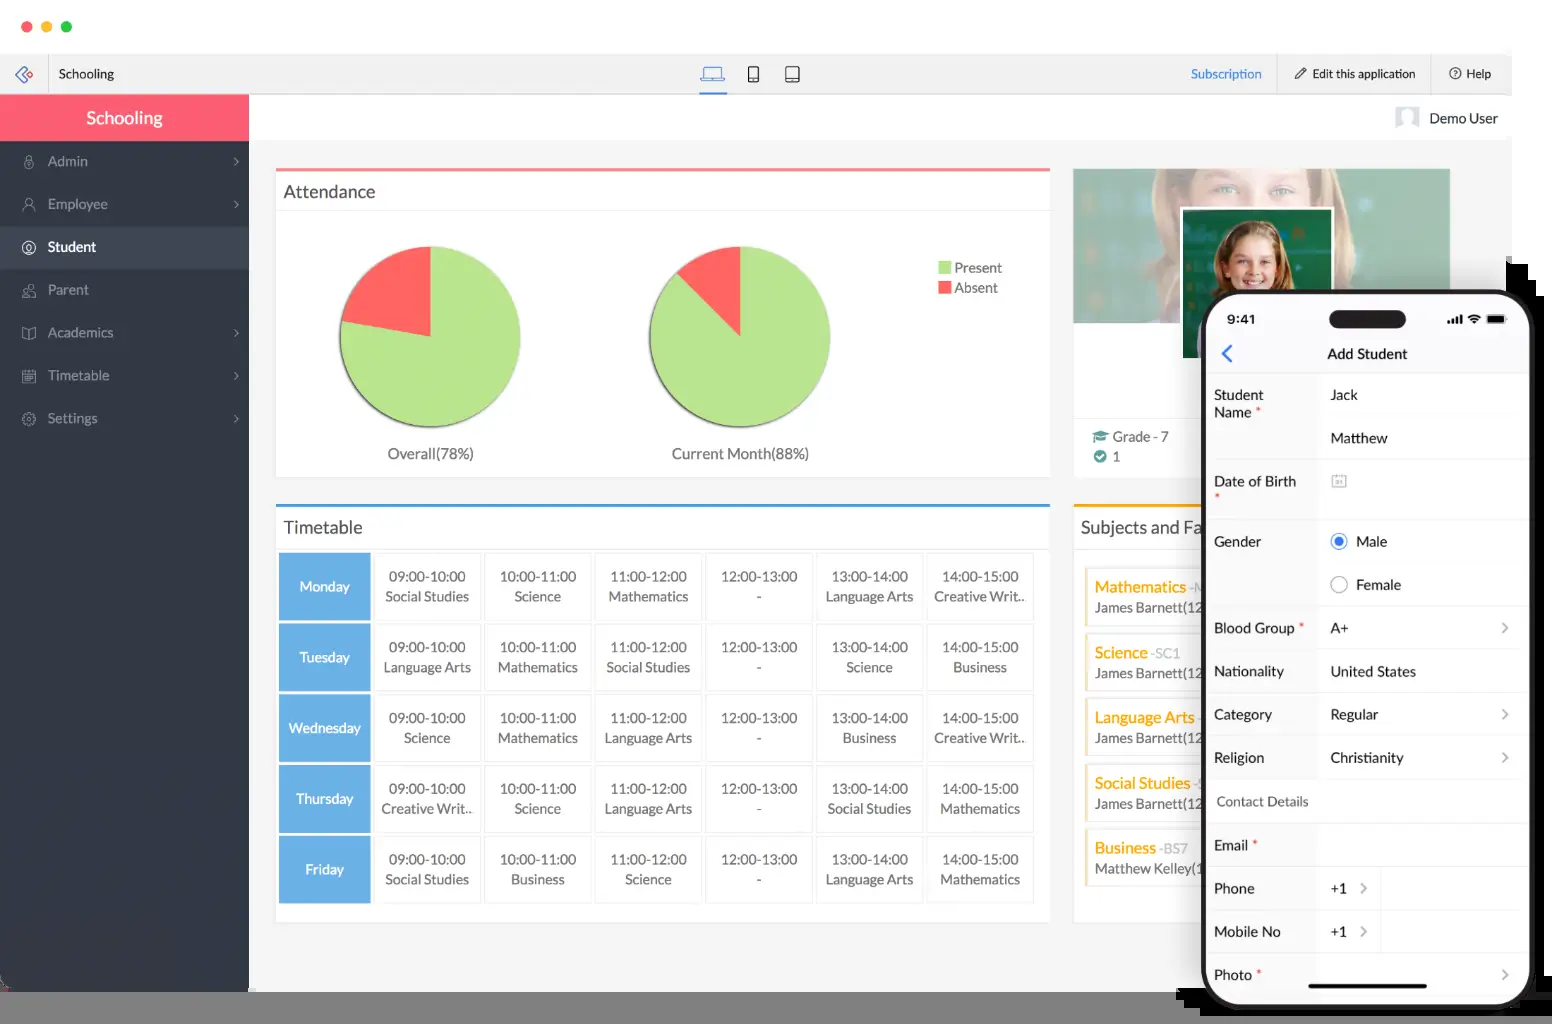 Schooling
Subscription
Edit this application
Help
Schooling
Demo User
Admin
Employee
Student
Parent
Academics
Timetable
Settings
Attendance
Present
Absent
Overall(78%)
Current Month(88%)
Grade - 7
1
Timetable
Monday
09:00-10:00 10:00-11:00 11:00-12:00 12:00-13:00 13:00-14:00 14:00-15:00
Social Studies Science Mathematics - Language Arts Creative Writ..
Tuesday
09:00-10:00 10:00-11:00 11:00-12:00 12:00-13:00 13:00-14:00 14:00-15:00
Language Arts Mathematics Social Studies - Science Business
Wednesday
09:00-10:00 10:00-11:00 11:00-12:00 12:00-13:00 13:00-14:00 14:00-15:00
Science Mathematics Language Arts - Business Creative Writ..
Thursday
09:00-10:00 10:00-11:00 11:00-12:00 12:00-13:00 13:00-14:00 14:00-15:00
Creative Writ.. Science Language Arts - Social Studies Mathematics
Friday
09:00-10:00 10:00-11:00 11:00-12:00 12:00-13:00 13:00-14:00 14:00-15:00
Social Studies Business Science - Language Arts Mathematics
Subjects and Fa
Mathematics
James Barnett(12
Science -SC1
James Barnett(12
Language Arts -
James Barnett(12
Social Studies
James Barnett(12
Business -BS7
Matthew Kelley(1
9:41
Add Student
Student Jack
Name *
Matthew
Date of Birth
*
Gender Male
Female
Blood Group * A+
Nationality United States
Category Regular
Religion Christianity
Contact Details
Email *
Phone +1
Mobile No +1
Photo *